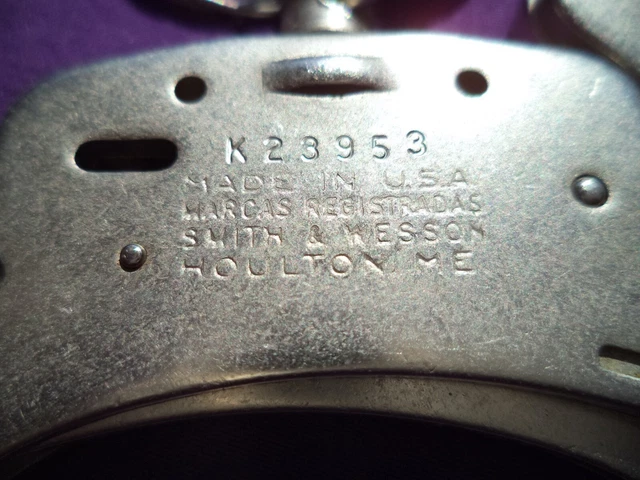 K23953
MADE IN U.S.A.
MARCAS REGISTRADAS
SMITH & WESSON
HOULTON, ME